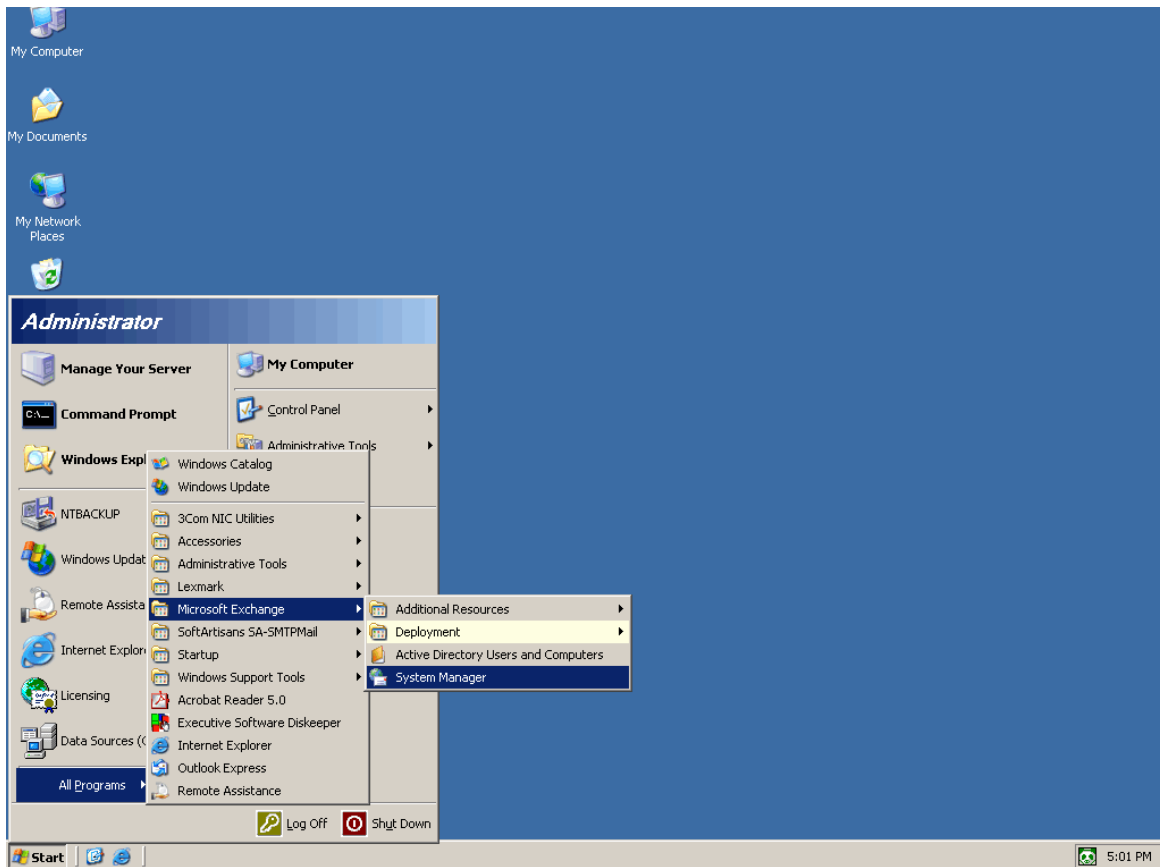 My Computer
My Documents
My Network
Places
Administrator
Manage Your Server
Command Prompt
Windows Expl
NTBACKUP
Windows Updat
Remote Assista
Internet Explor
Licensing
Data Sources (
All Programs
My Computer
Control Panel
Administrative Tools
Windows Catalog
Windows Update
3Com NIC Utilities
Accessories
Administrative Tools
Lexmark
Microsoft Exchange
SoftArtisans SA-SMTPMail
Startup
Windows Support Tools
Acrobat Reader 5.0
Executive Software Diskeeper
Internet Explorer
Outlook Express
Remote Assistance
Additional Resources
Deployment
Active Directory Users and Computers
System Manager
Log Off
Shut Down
Start
5:01 PM